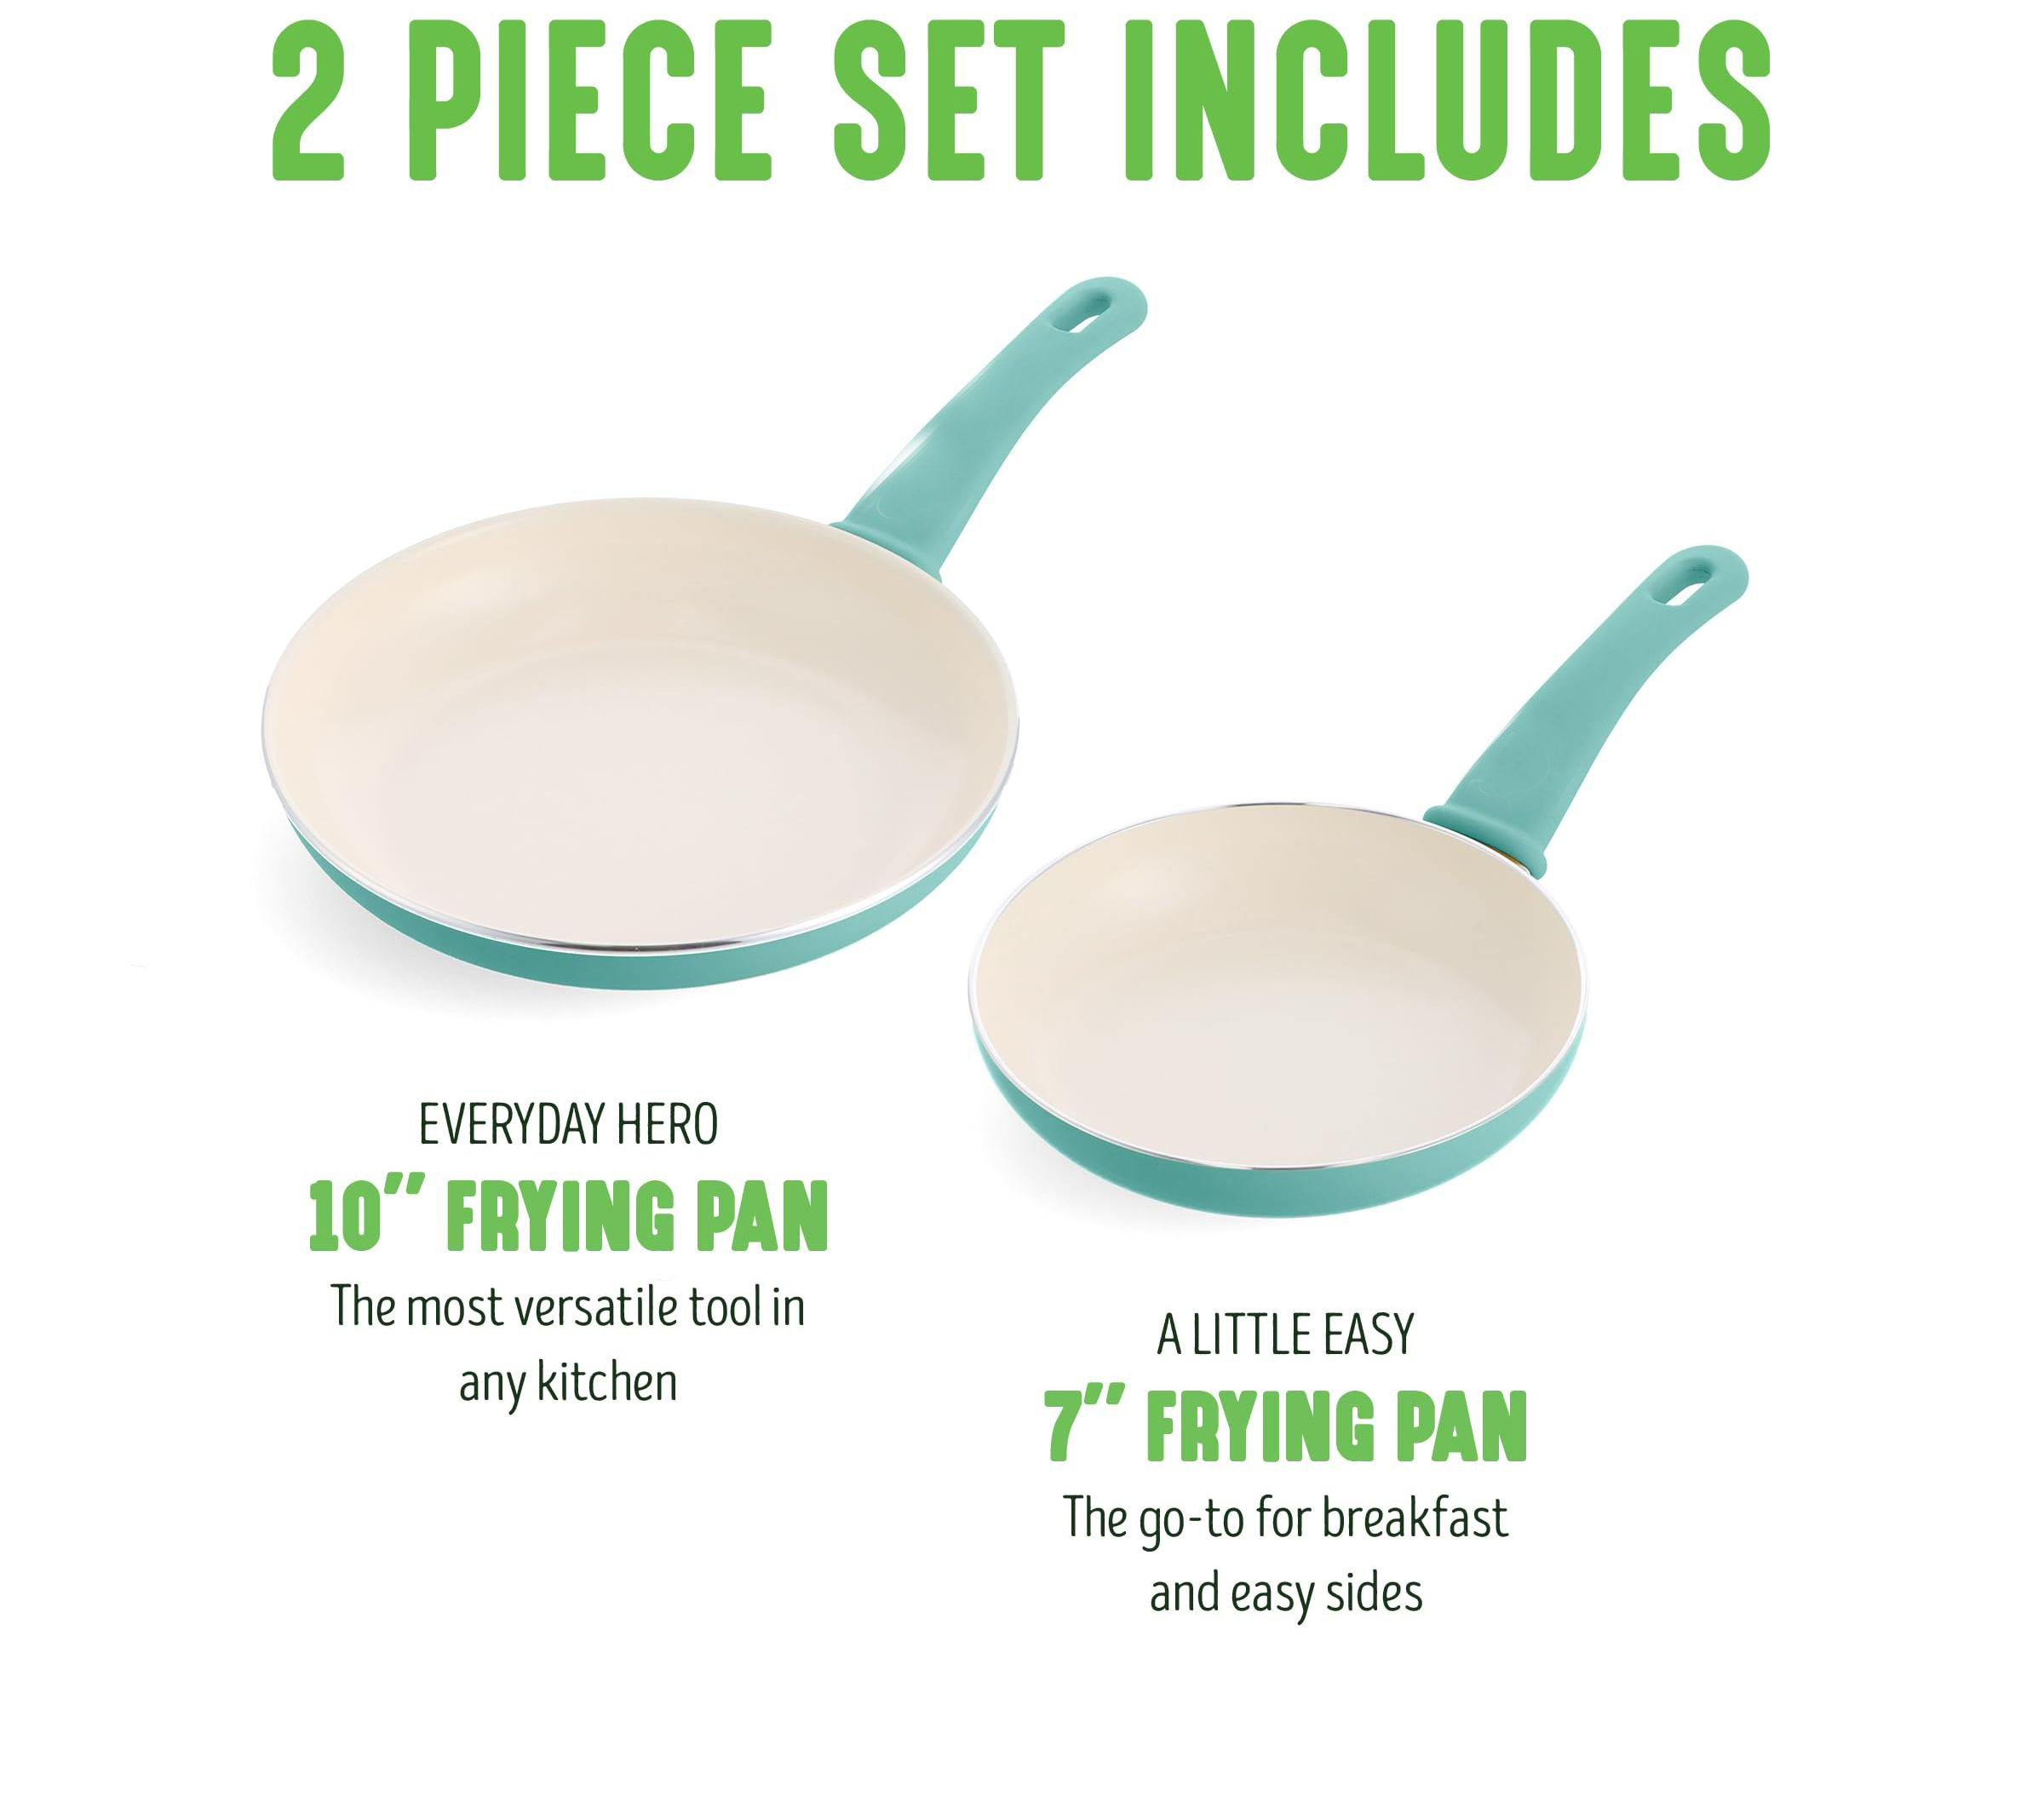 2 PIECE SET INCLUDES
EVERYDAY HERO
10" FRYING PAN
The most versatile tool in
any kitchen
A LITTLE EASY
7" FRYING PAN
The go-to for breakfast
and easy sides